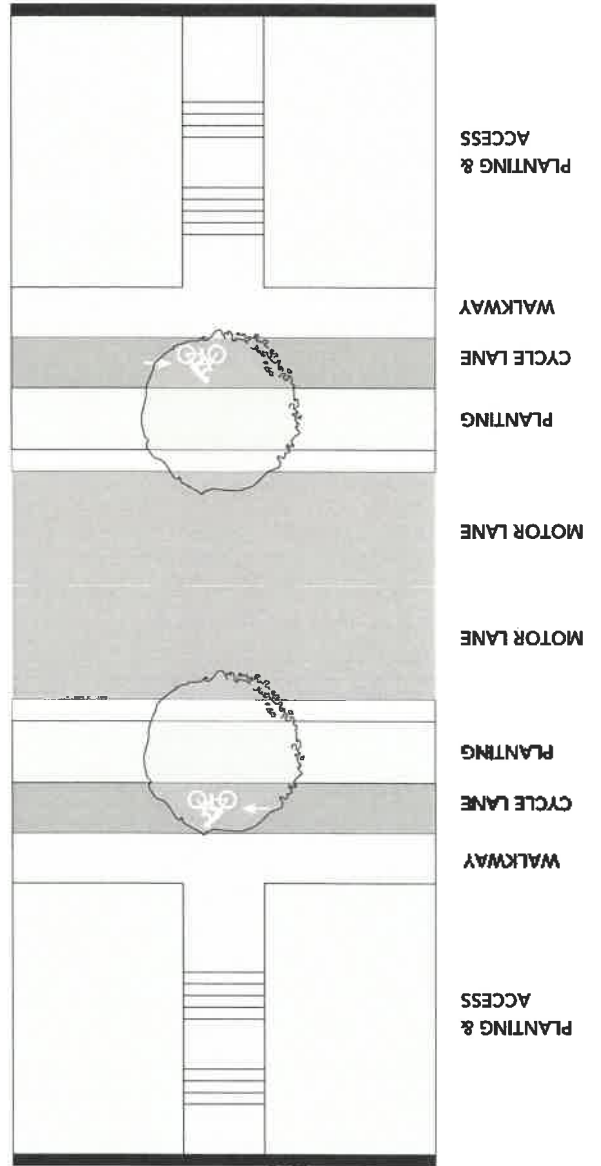 PLANTING &
ACCESS
WALKWAY
CYCLE LANE
PLANTING
MOTOR LANE
MOTOR LANE
PLANTING
CYCLE LANE
WALKWAY
PLANTING &
ACCESS